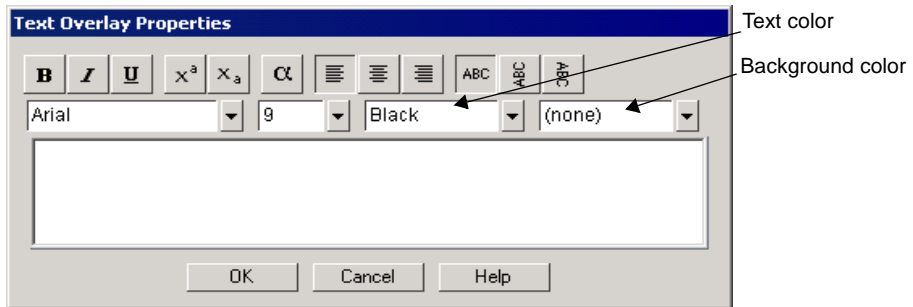 Text Overlay Properties
Text color
B I U xᵃ xₐ α ABC ABC ABC
Background color
Arial 9 Black (none)
OK Cancel Help